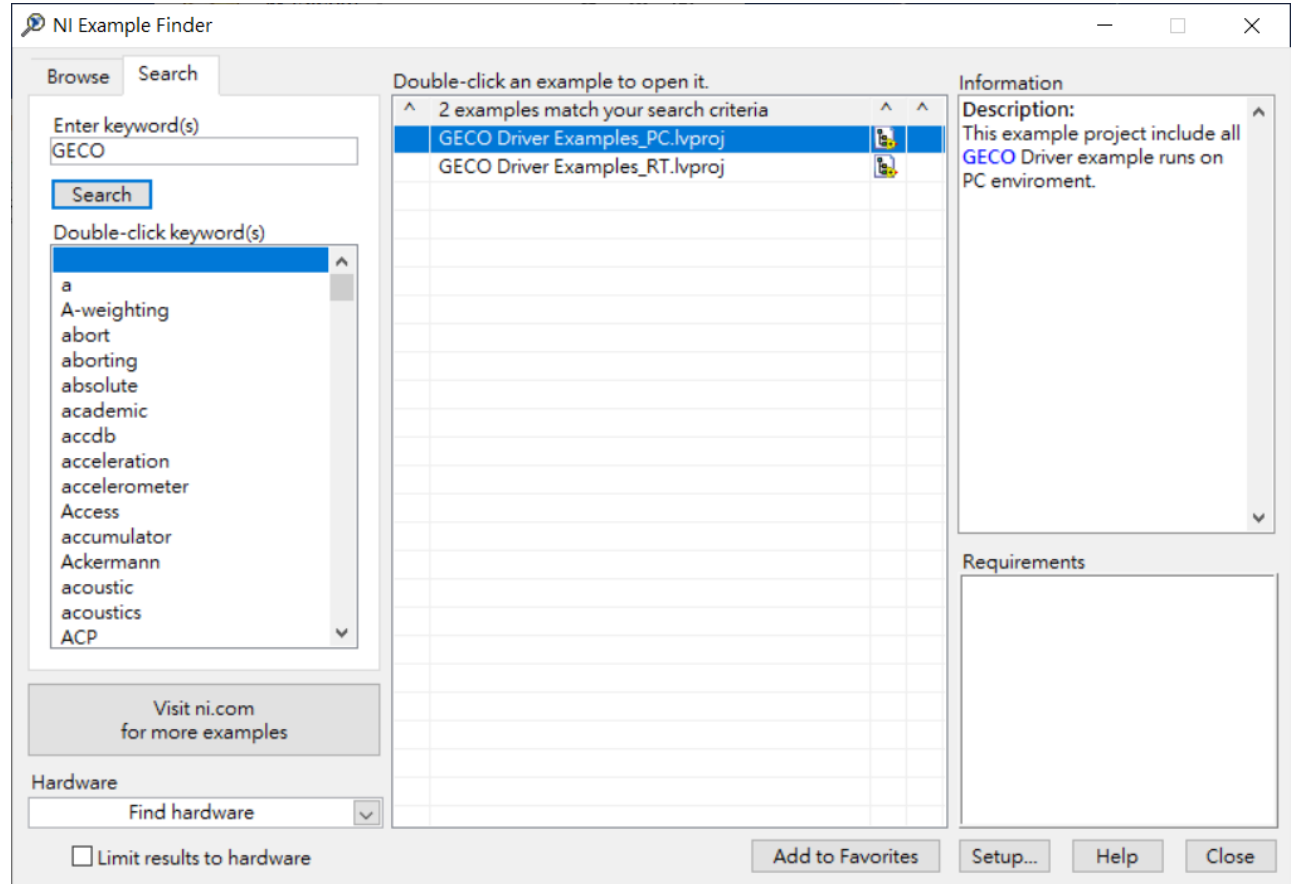 NI Example Finder
Browse
Search
Enter keyword(s)
GECO
Search
Double-click keyword(s)
a
A-weighting
abort
aborting
absolute
academic
accdb
acceleration
accelerometer
Access
accumulator
Ackermann
acoustic
acoustics
ACP
Visit ni.com
for more examples
Hardware
Find hardware
Limit results to hardware
Double-click an example to open it.
2 examples match your search criteria
GECO Driver Examples_PC.lvproj
GECO Driver Examples_RT.lvproj
Information
Description:
This example project include all
GECO Driver example runs on
PC enviroment.
Requirements
Add to Favorites
Setup...
Help
Close